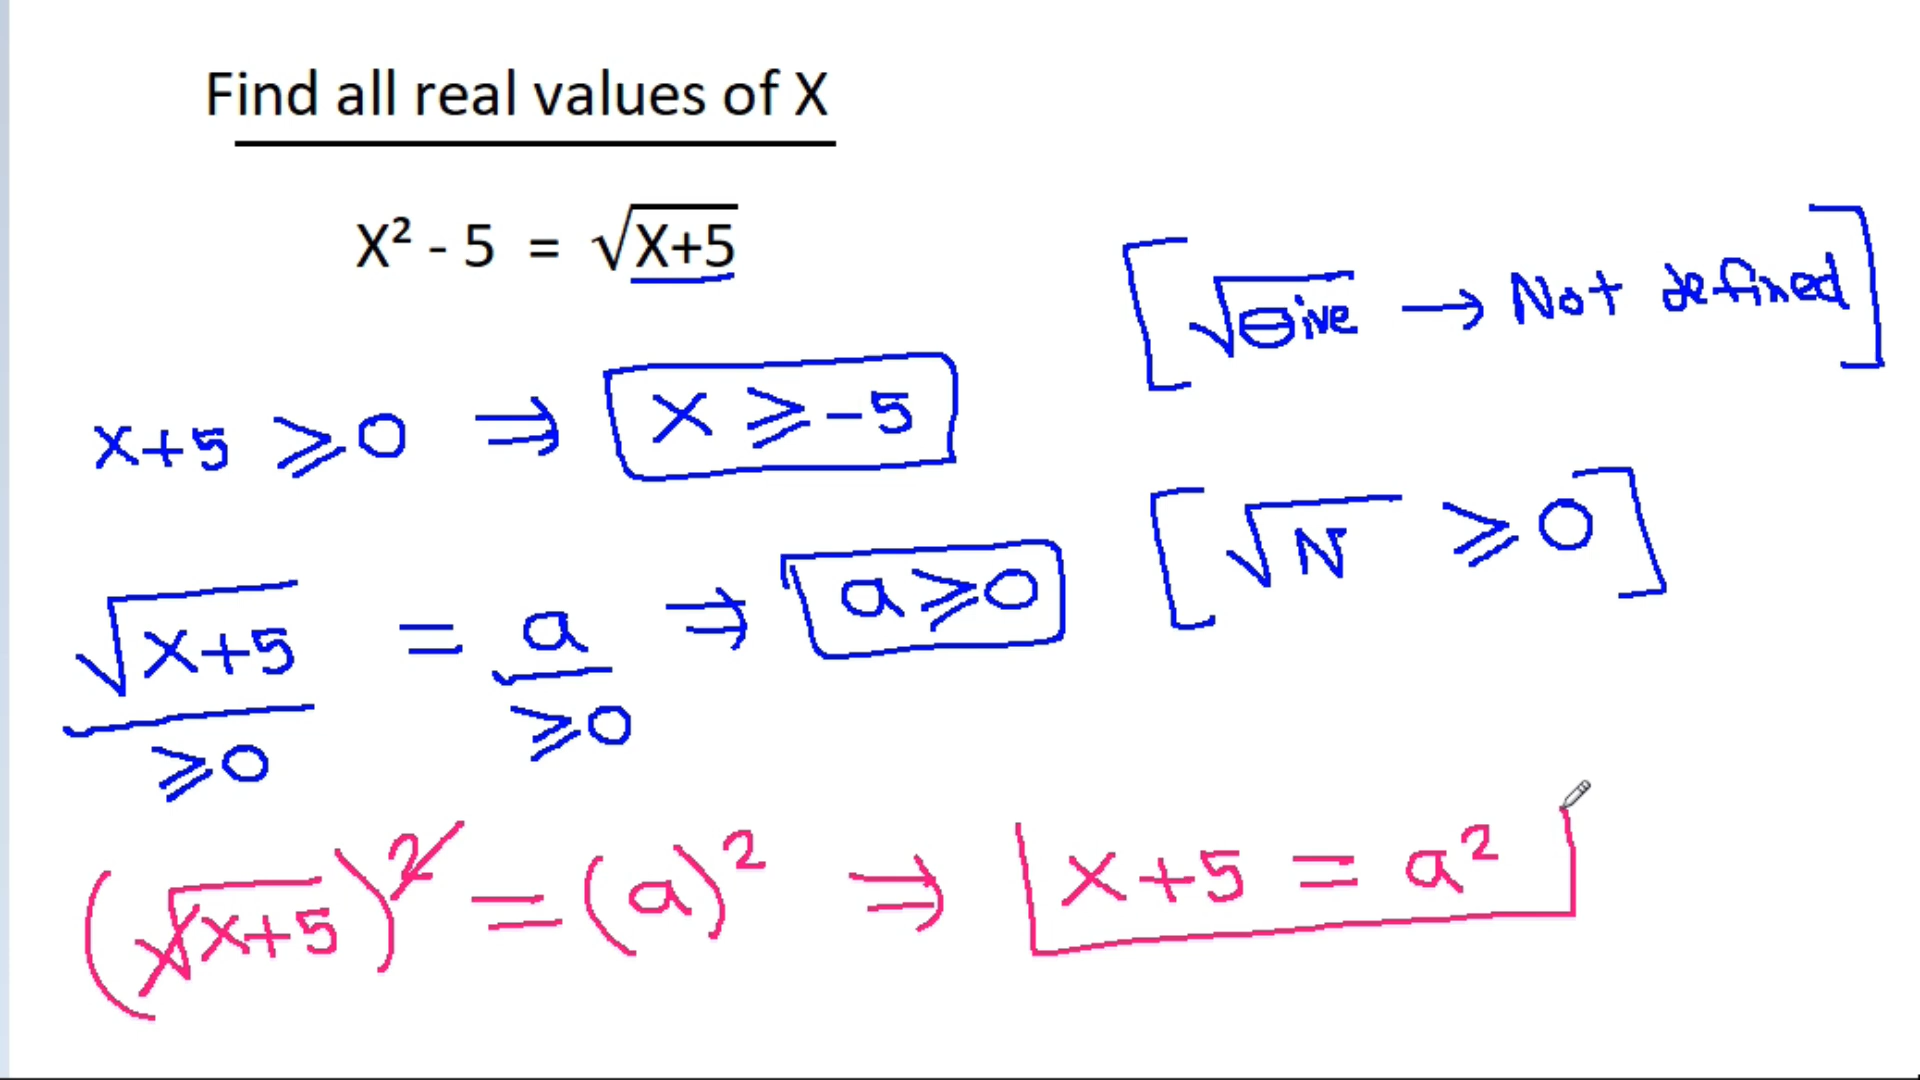 Find all real values of X
X² - 5 = √X+5
[√⊖ive → Not defined]
x+5 ⩾ 0 ⇒ x ⩾ -5
[√N ⩾ 0]
√x+5 = a ⇒ a ⩾ 0
⩾0 ⩾0
(√x+5)² = (a)² ⇒ x+5 = a²